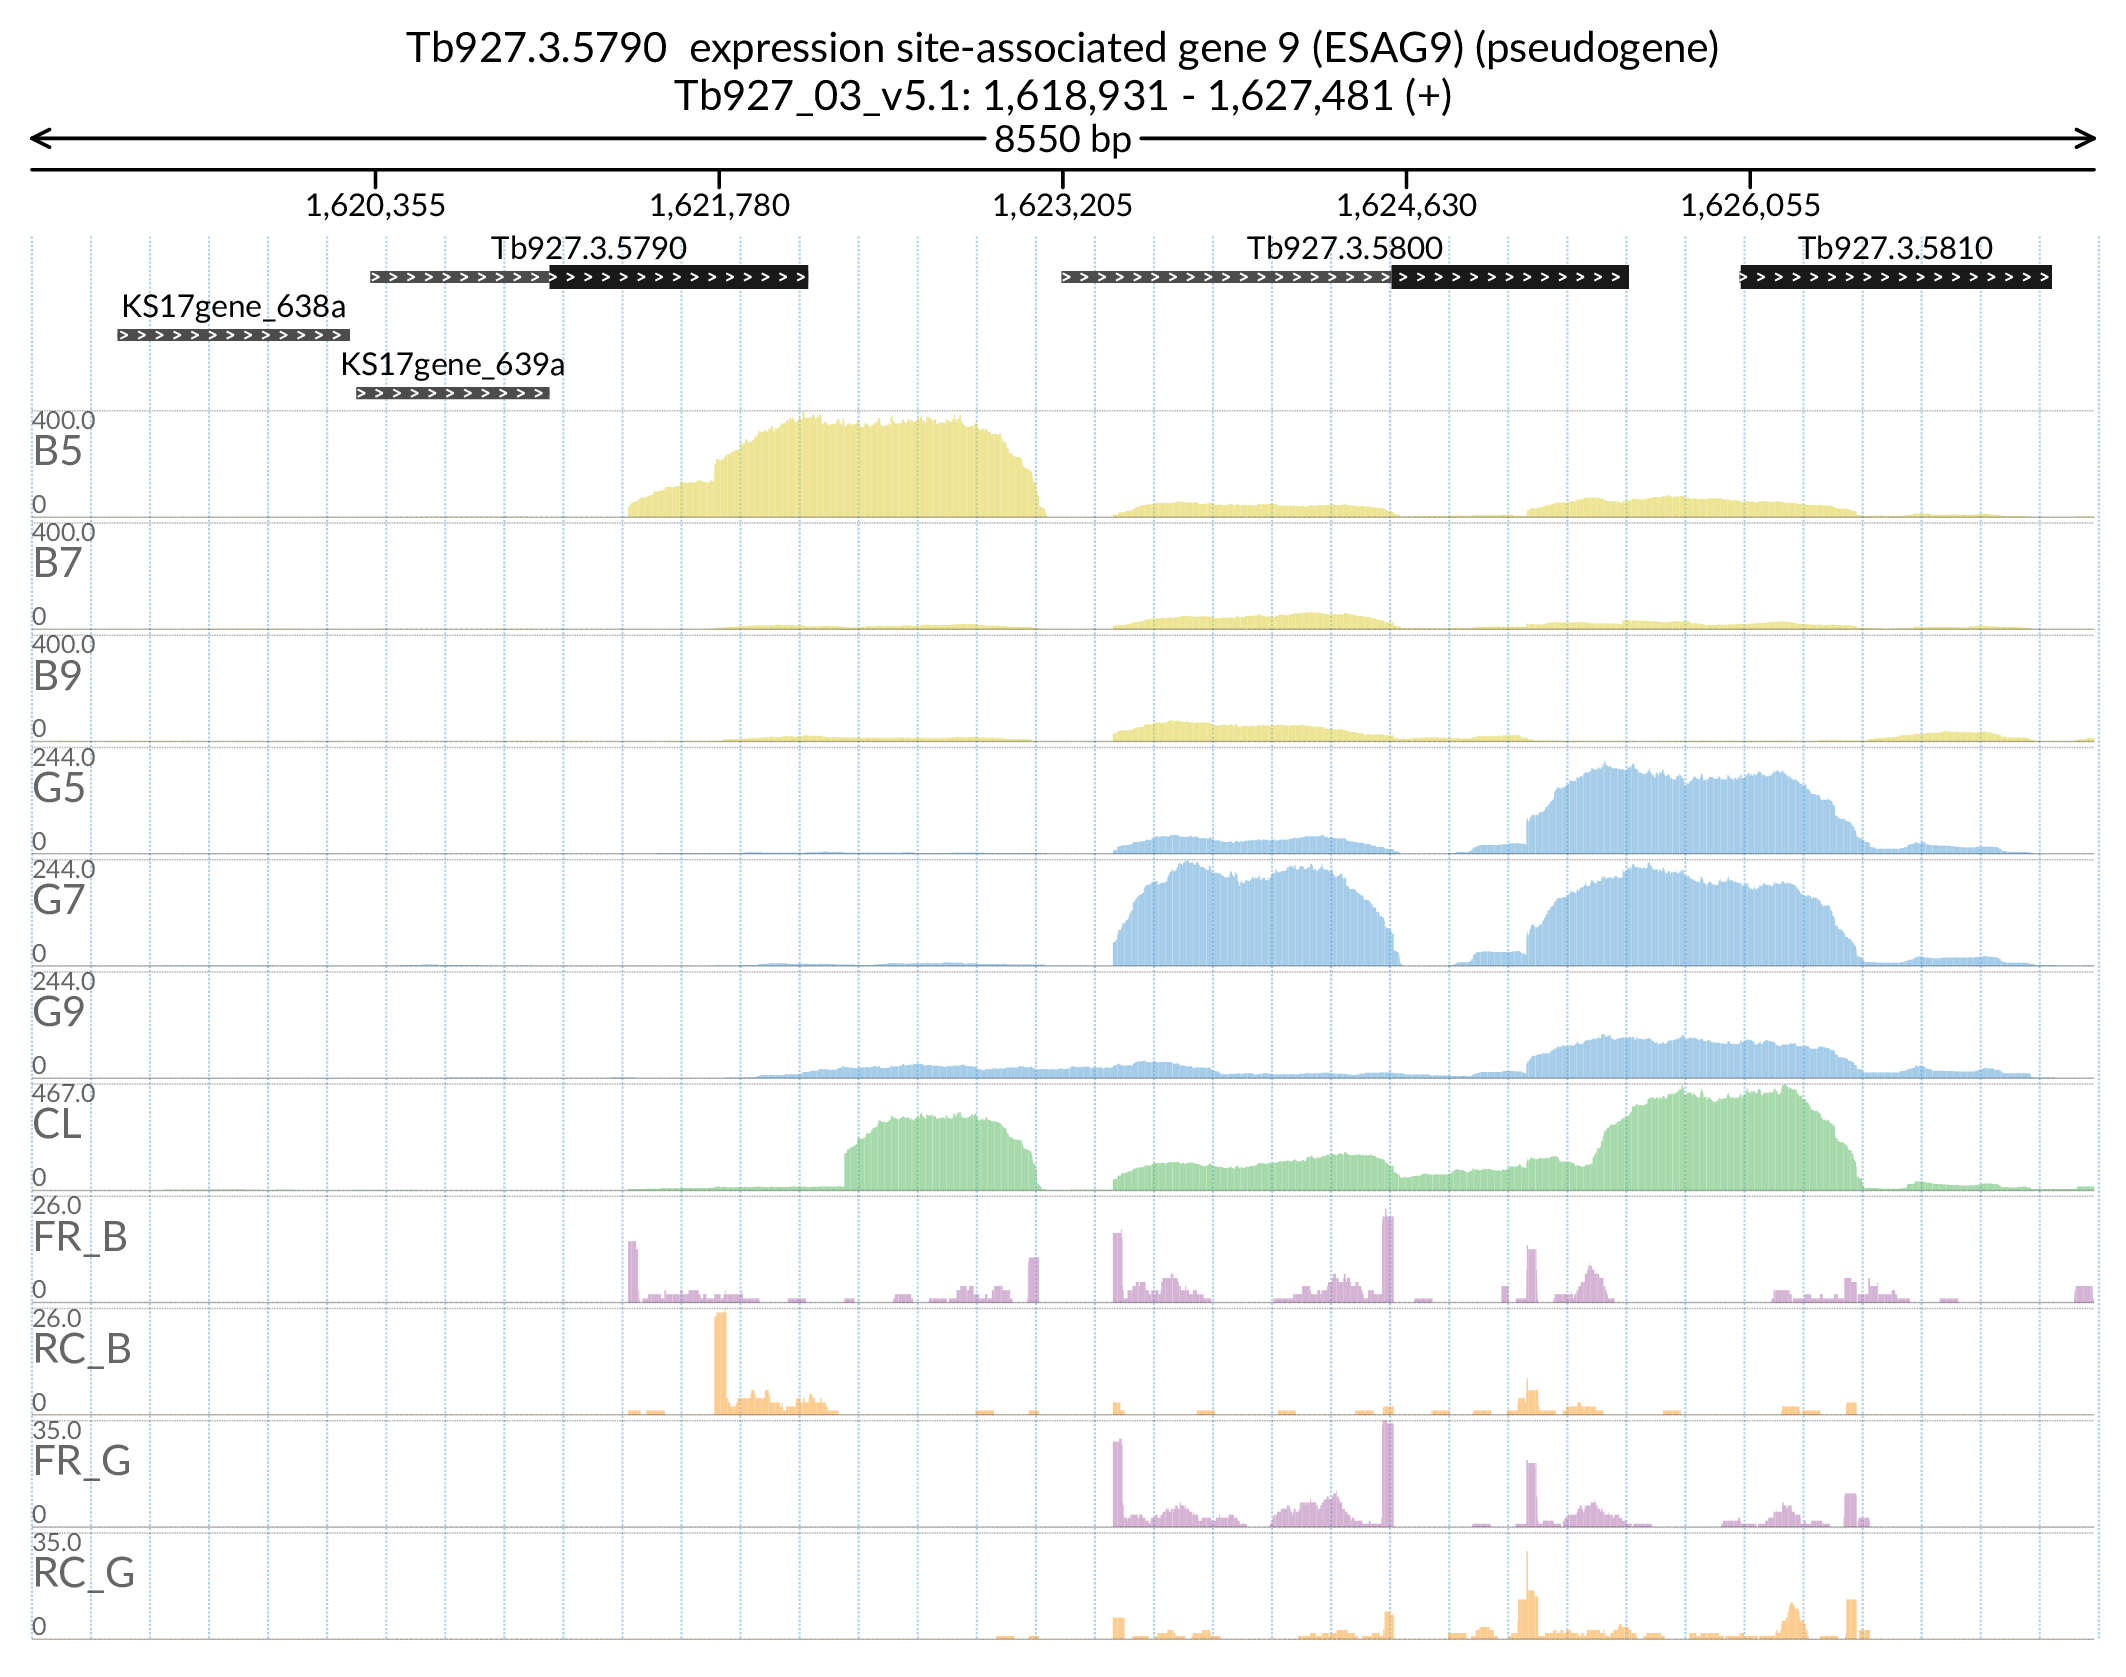 Tb927.3.5790 expression site-associated gene 9 (ESAG9) (pseudogene)
Tb927_03_v5.1: 1,618,931 - 1,627,481 (+)
8550 bp
1,620,355 1,621,780 1,623,205 1,624,630 1,626,055
Tb927.3.5790 Tb927.3.5800 Tb927.3.5810
KS17gene_638a
KS17gene_639a
400.0
B5
0
400.0
B7
0
400.0
B9
0
244.0
G5
0
244.0
G7
0
244.0
G9
0
467.0
CL
0
26.0
FR_B
0
26.0
RC_B
0
35.0
FR_G
0
35.0
RC_G
0